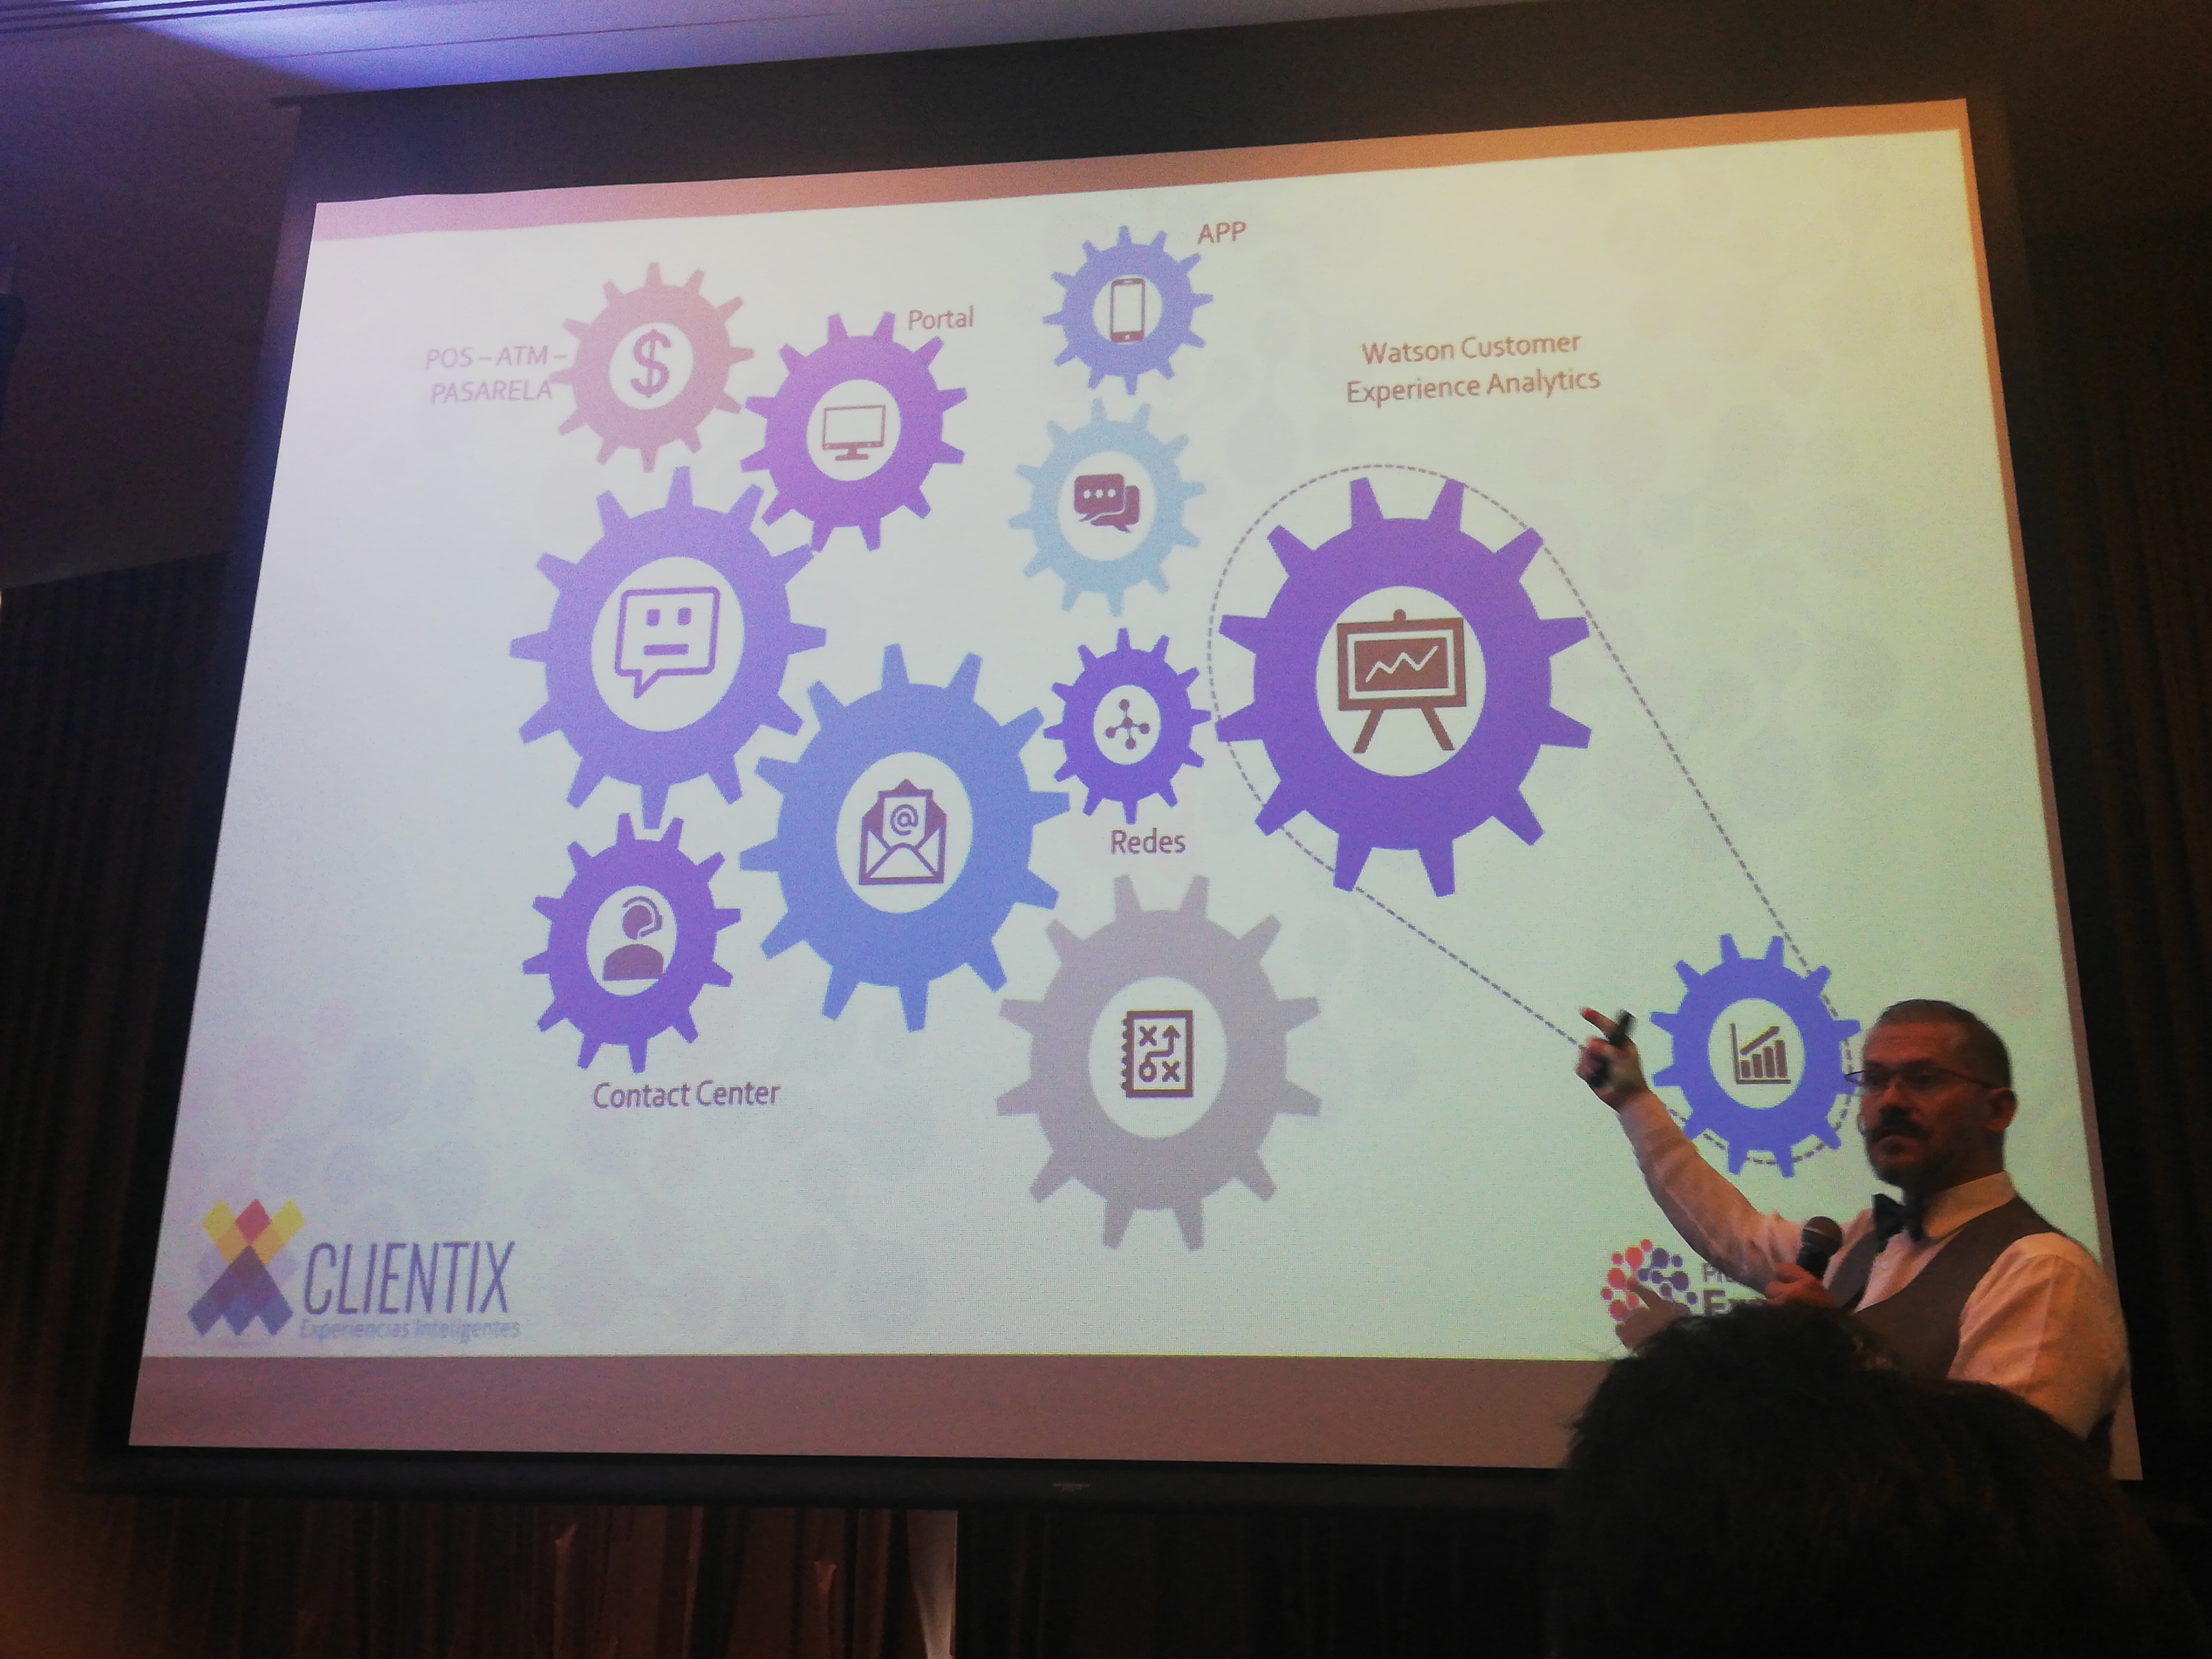 APP
Portal
POS – ATM –
PASARELA
$
Watson Customer
Experience Analytics
@
Redes
X
O X
Contact Center
CLIENTIX
Experiencias Inteligentes